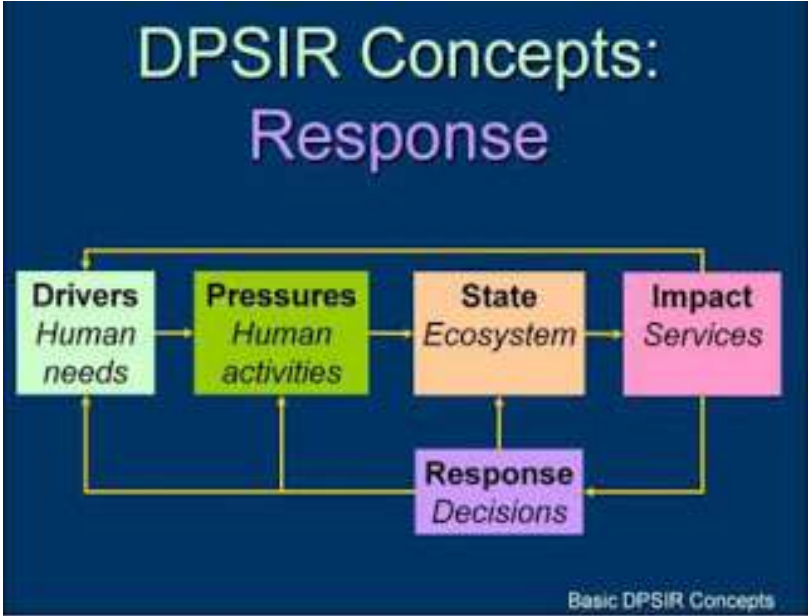 DPSIR Concepts:
Response
Drivers
Human
needs
Pressures
Human
activities
State
Ecosystem
Impact
Services
Response
Decisions
Basic DPSIR Concepts